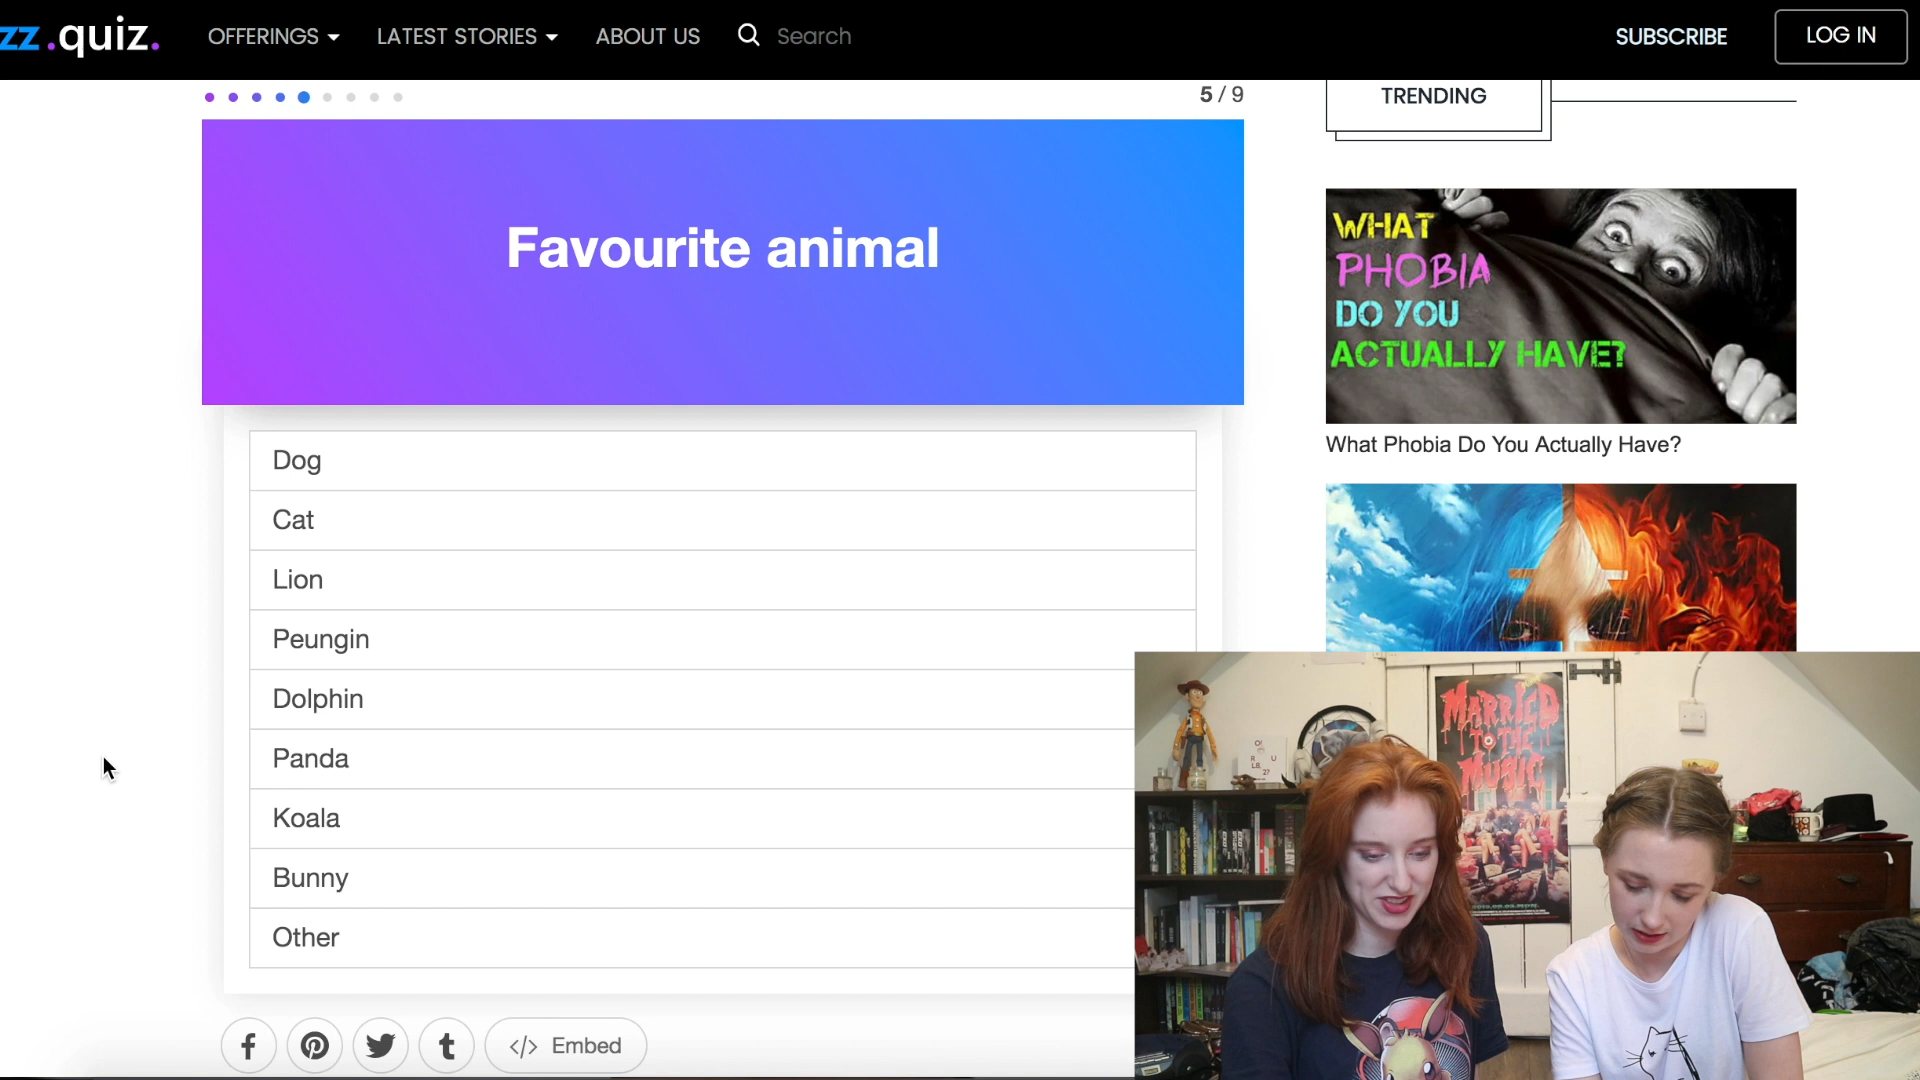 zz.quiz.
OFFERINGS
LATEST STORIES
ABOUT US
Search
SUBSCRIBE
LOG IN
5 / 9
TRENDING
Favourite animal
Dog
Cat
Lion
Peungin
Dolphin
Panda
Koala
Bunny
Other
WHAT
PHOBIA
DO YOU
ACTUALLY HAVE?
What Phobia Do You Actually Have?
MARRIED
TO THE
MUSIC
</> Embed